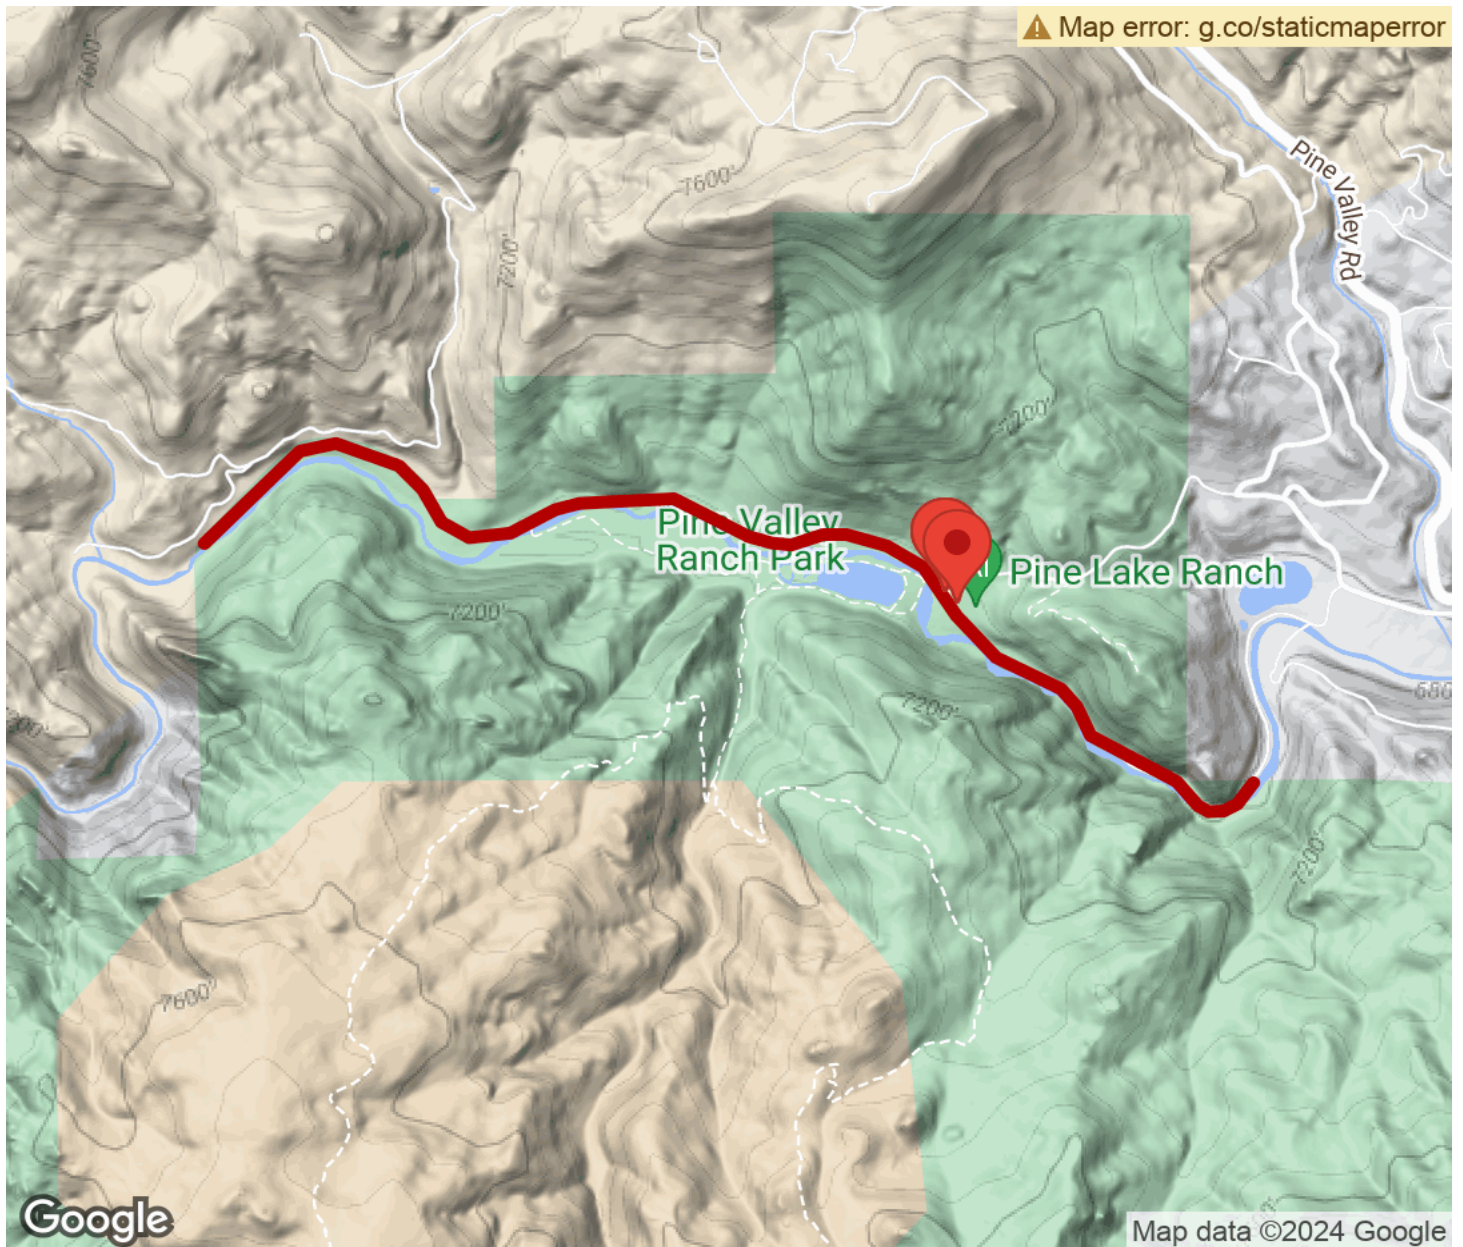 Map error: g.co/staticmaperror
7600'
Pine Valley Rd
7600'
7200'
7200'
Pine Valley
Ranch Park
Pine Lake Ranch
7200'
7200'
7200'
7600'
Google
Map data ©2024 Google